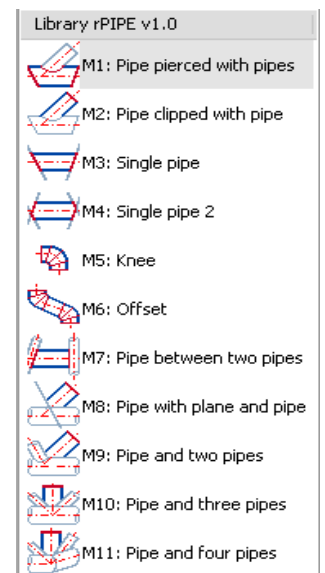 Library rPIPE v1.0
M1: Pipe pierced with pipes
M2: Pipe clipped with pipe
M3: Single pipe
M4: Single pipe 2
M5: Knee
M6: Offset
M7: Pipe between two pipes
M8: Pipe with plane and pipe
M9: Pipe and two pipes
M10: Pipe and three pipes
M11: Pipe and four pipes